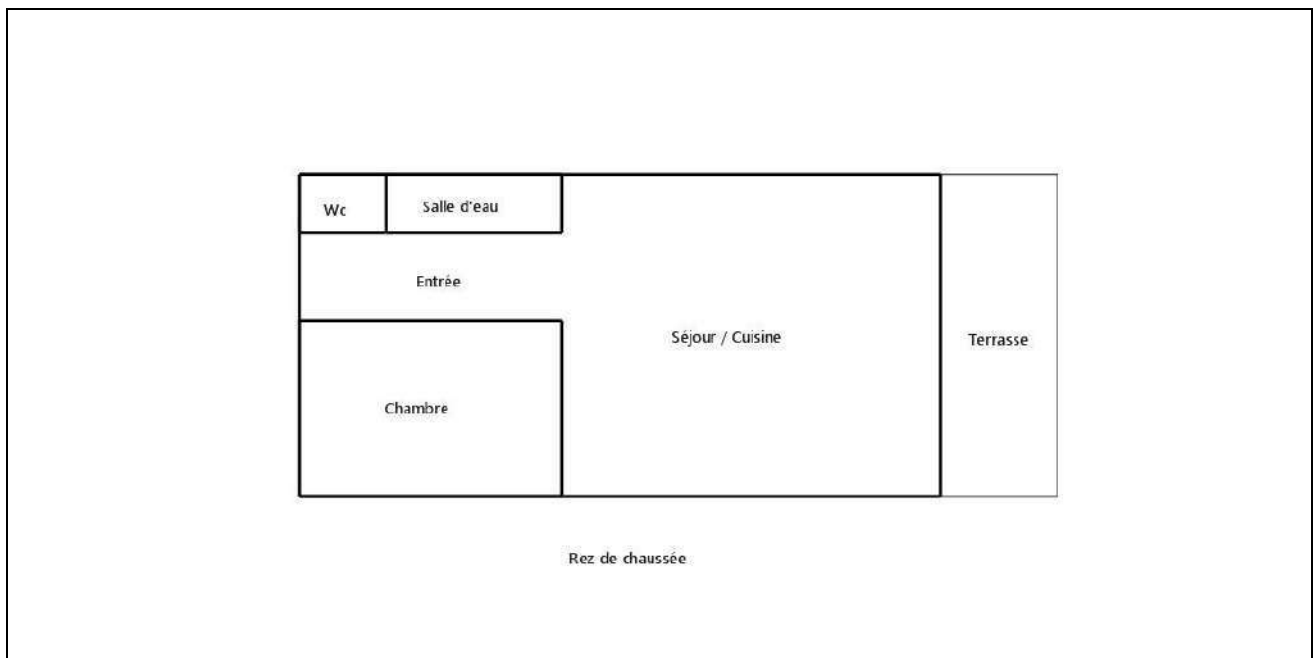 Wc
Salle d'eau
Entrée
Séjour / Cuisine
Terrasse
Chambre
Rez de chaussée